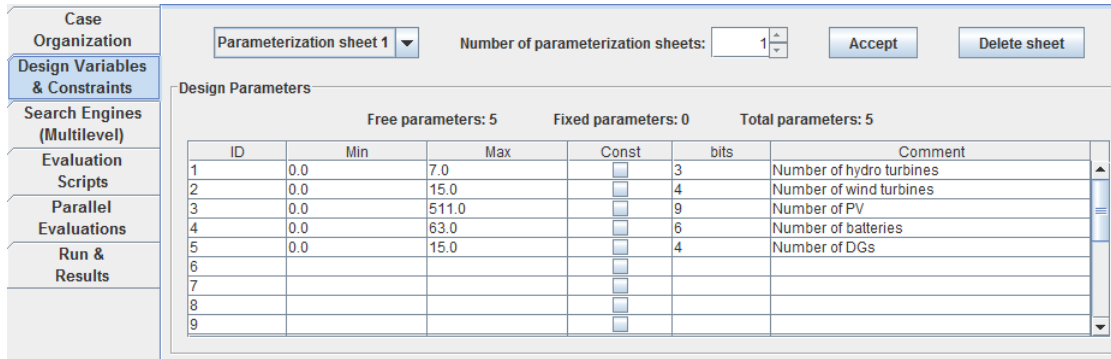 Case
Organization
Design Variables
& Constraints
Search Engines
(Multilevel)
Evaluation
Scripts
Parallel
Evaluations
Run &
Results
Parameterization sheet 1 Number of parameterization sheets: 1 Accept Delete sheet
Design Parameters
Free parameters: 5 Fixed parameters: 0 Total parameters: 5
ID Min Max Const bits Comment
1 0.0 7.0 3 Number of hydro turbines
2 0.0 15.0 4 Number of wind turbines
3 0.0 511.0 9 Number of PV
4 0.0 63.0 6 Number of batteries
5 0.0 15.0 4 Number of DGs
6
7
8
9